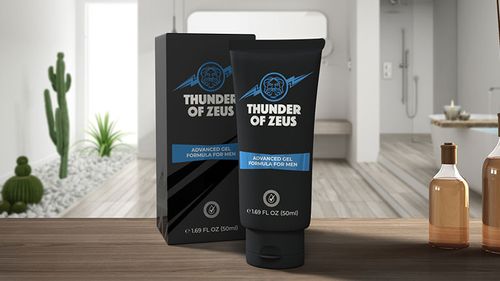 THUNDER
OF ZEUS
ADVANCED GEL
FORMULA FOR MEN
1.69 FL OZ (50ml)
THUNDER
OF ZEUS
ADVANCED GEL
FORMULA FOR MEN
℮ 1.69 FL OZ (50ml)